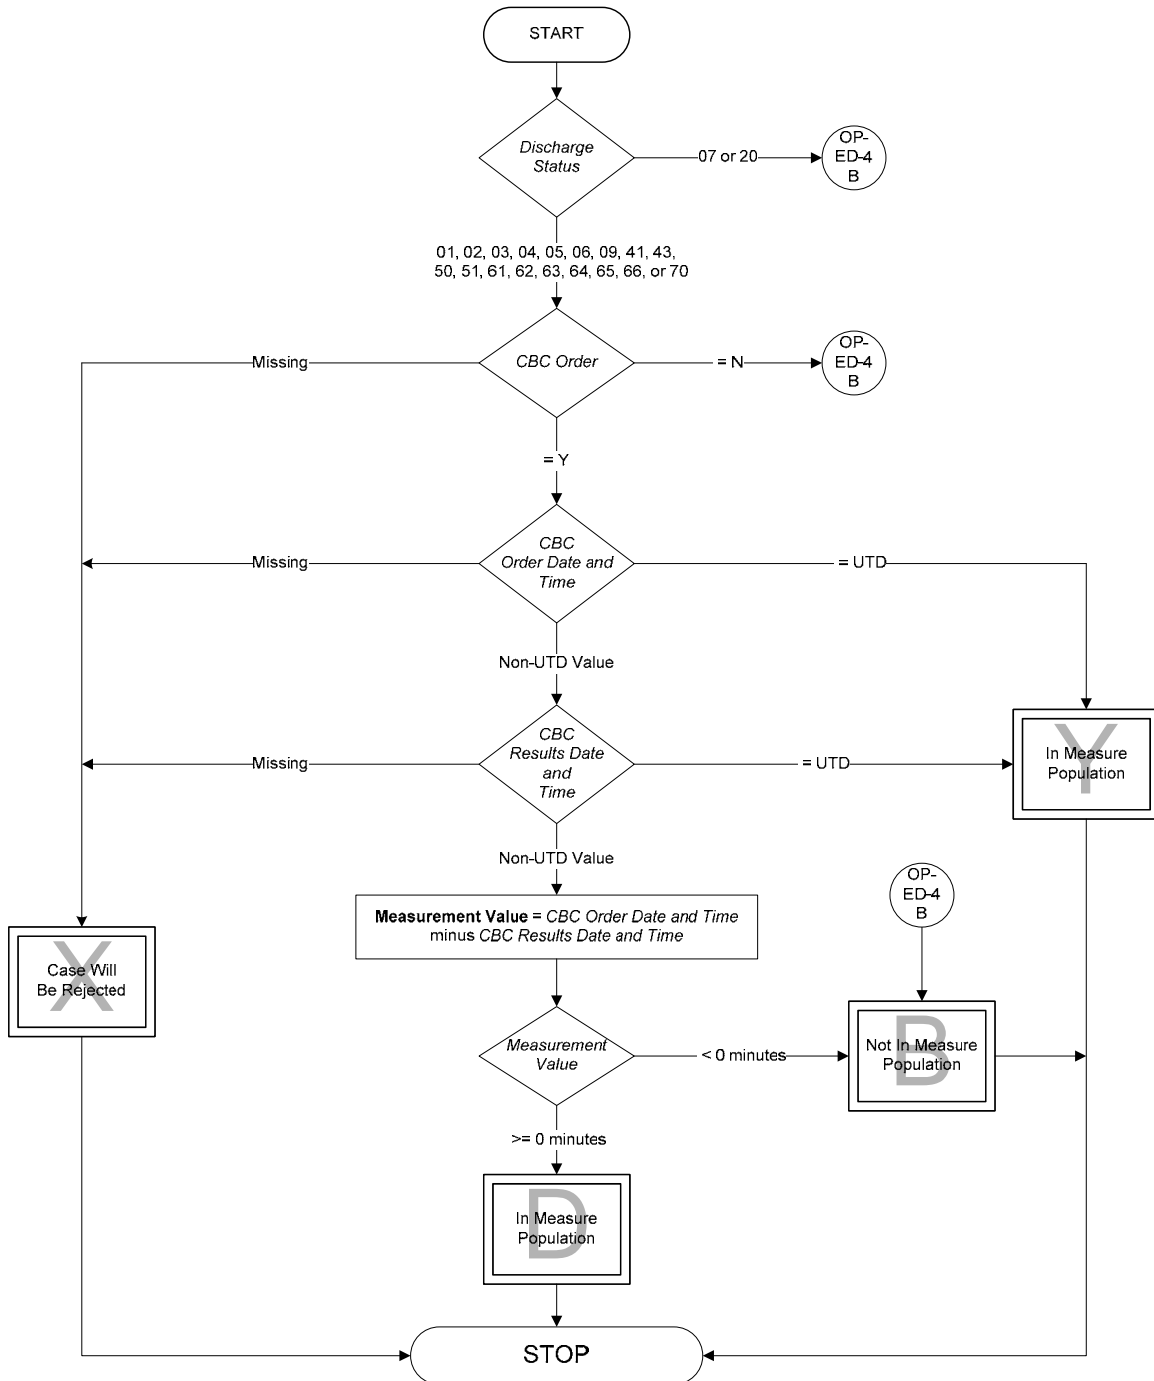 START
Discharge
Status
07 or 20
OP-
ED-4
B
01, 02, 03, 04, 05, 06, 09, 41, 43,
50, 51, 61, 62, 63, 64, 65, 66, or 70
Missing
CBC Order
= N
OP-
ED-4
B
= Y
Missing
CBC
Order Date and
Time
= UTD
Non-UTD Value
Missing
CBC
Results Date
and
Time
= UTD
Y
In Measure
Population
Non-UTD Value
Measurement Value = CBC Order Date and Time
minus CBC Results Date and Time
OP-
ED-4
B
X
Case Will
Be Rejected
Measurement
Value
< 0 minutes
B
Not In Measure
Population
>= 0 minutes
D
In Measure
Population
STOP